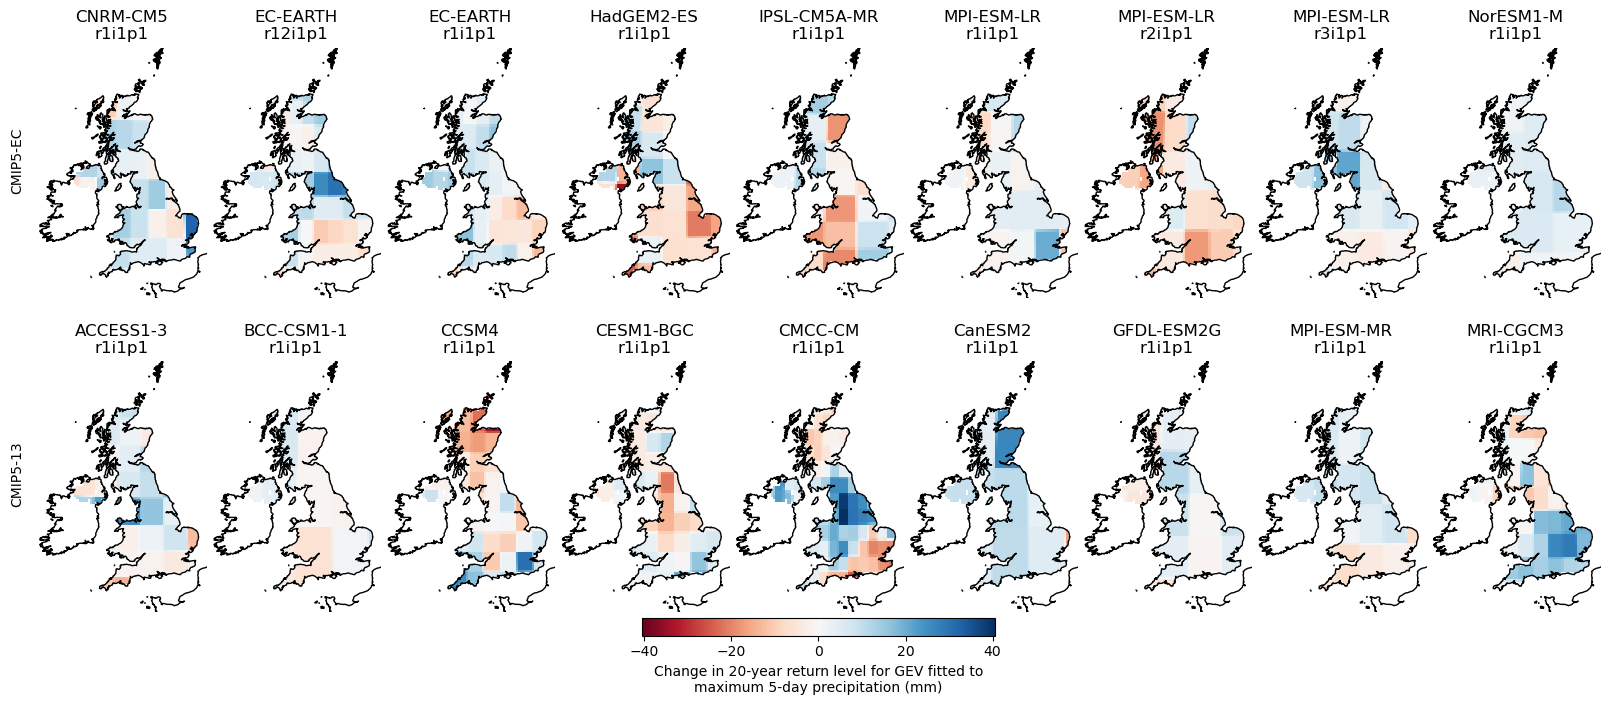 CNRM-CM5
r1i1p1
EC-EARTH
r12i1p1
EC-EARTH
r1i1p1
HadGEM2-ES
r1i1p1
IPSL-CM5A-MR
r1i1p1
MPI-ESM-LR
r1i1p1
MPI-ESM-LR
r2i1p1
MPI-ESM-LR
r3i1p1
NorESM1-M
r1i1p1
CMIP5-EC
ACCESS1-3
r1i1p1
BCC-CSM1-1
r1i1p1
CCSM4
r1i1p1
CESM1-BGC
r1i1p1
CMCC-CM
r1i1p1
CanESM2
r1i1p1
GFDL-ESM2G
r1i1p1
MPI-ESM-MR
r1i1p1
MRI-CGCM3
r1i1p1
CMIP5-13
−40 −20 0 20 40
Change in 20-year return level for GEV fitted to
maximum 5-day precipitation (mm)